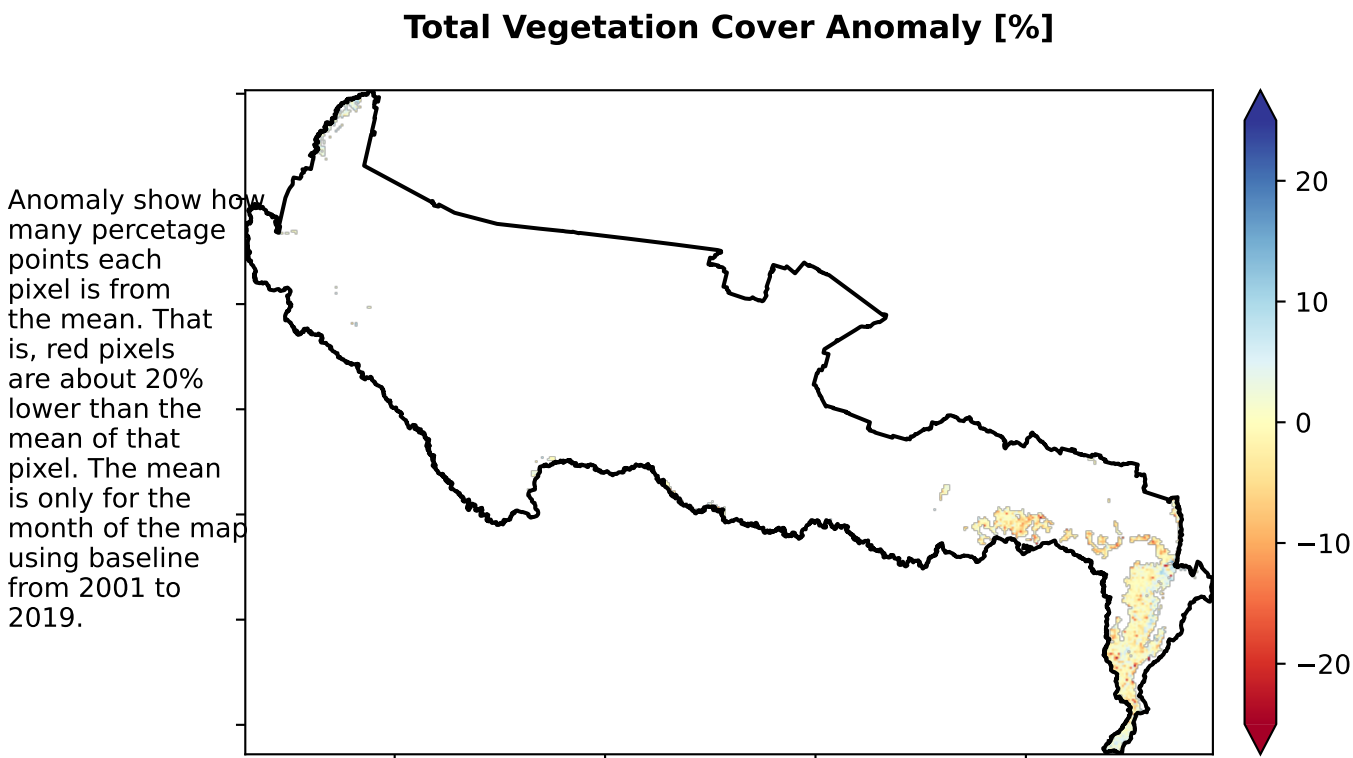 Total Vegetation Cover Anomaly [%]
Anomaly show how
many percetage
points each
pixel is from
the mean. That
is, red pixels
are about 20%
lower than the
mean of that
pixel. The mean
is only for the
month of the map
using baseline
from 2001 to
2019.
20
10
0
−10
−20